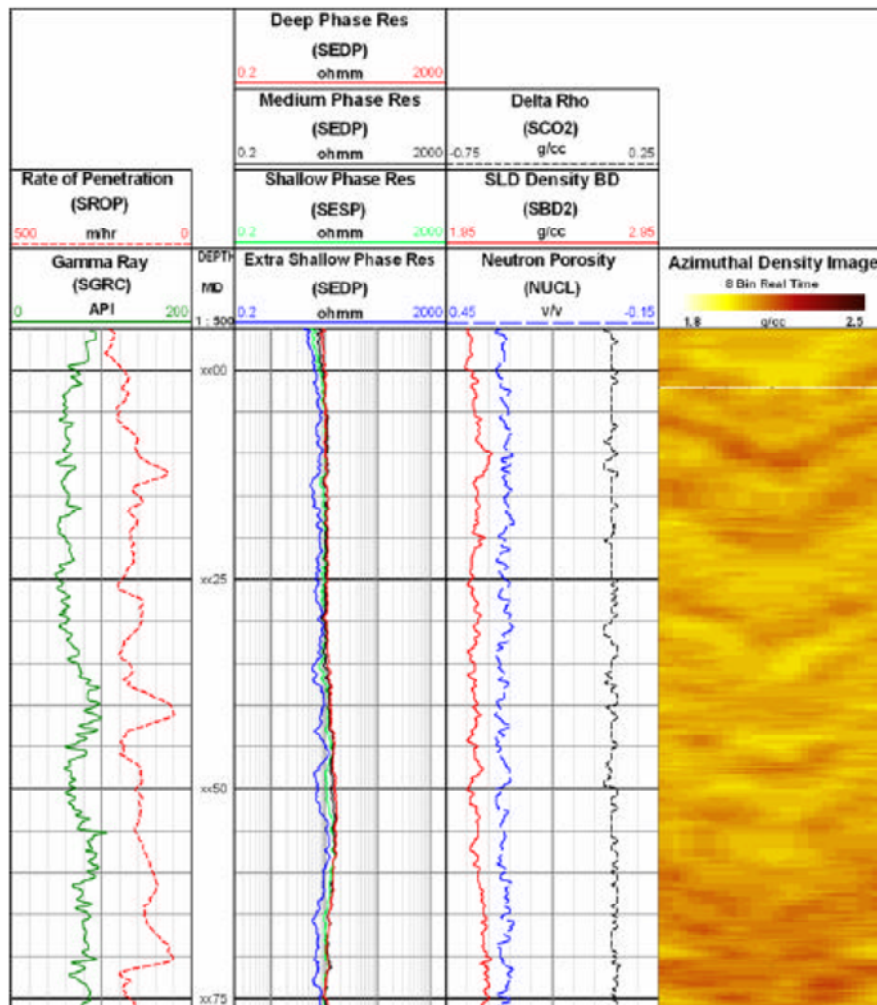 Deep Phase Res
(SEDP)
0.2 ohmm 2000
Medium Phase Res
(SEDP)
0.2 ohmm 2000
Delta Rho
(SCO2)
-0.75 g/cc 0.25
Rate of Penetration
(SROP)
500 m/hr 0
Shallow Phase Res
(SESP)
0.2 ohmm 2000
SLD Density BD
(SBD2)
1.95 g/cc 2.95
Gamma Ray
(SGRC)
0 API 200
DEPTH
MD
1 : 500
Extra Shallow Phase Res
(SEDP)
0.2 ohmm 2000
Neutron Porosity
(NUCL)
0.45 v/v -0.15
Azimuthal Density Image
8 Bin Real Time
1.8 g/cc 2.5
xx00
xx25
xx50
xx75